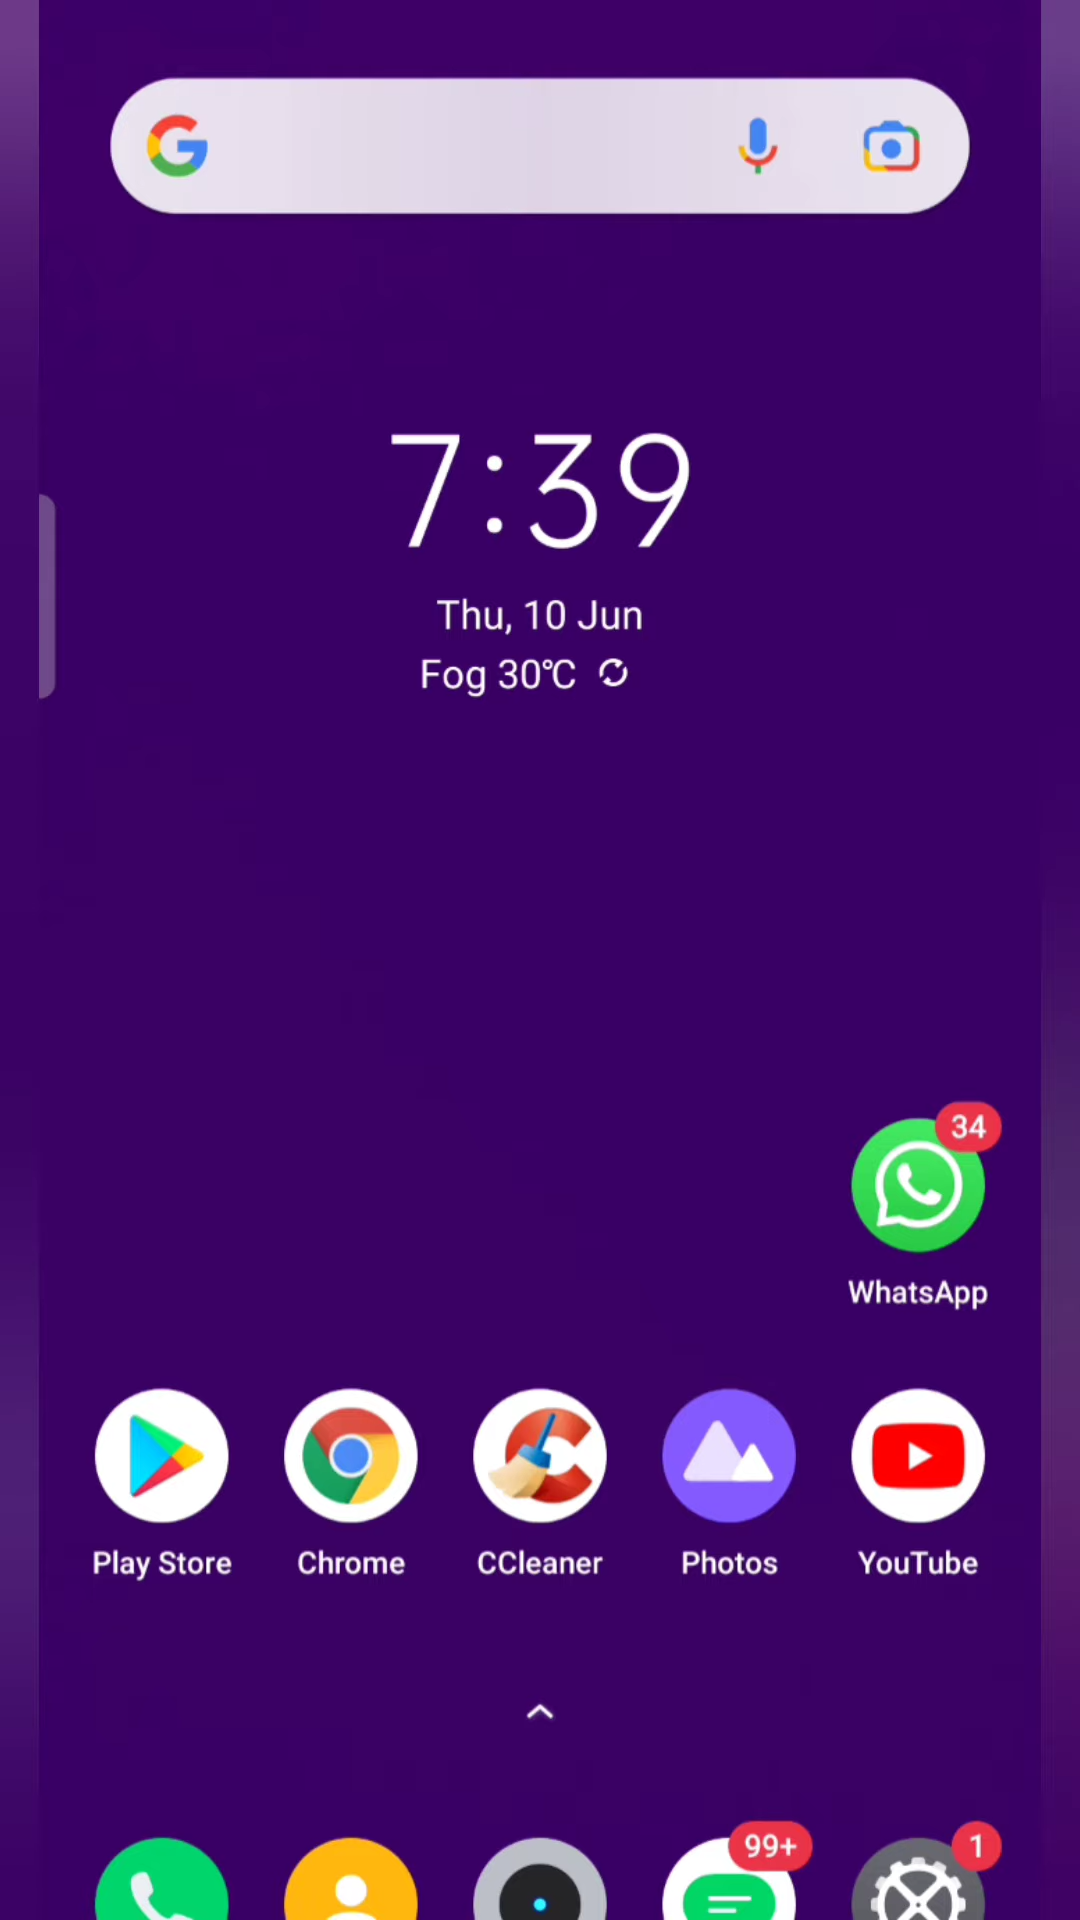 7:39
Thu, 10 Jun
Fog 30℃
34
WhatsApp
Play Store
Chrome
CCleaner
Photos
YouTube
99+
1